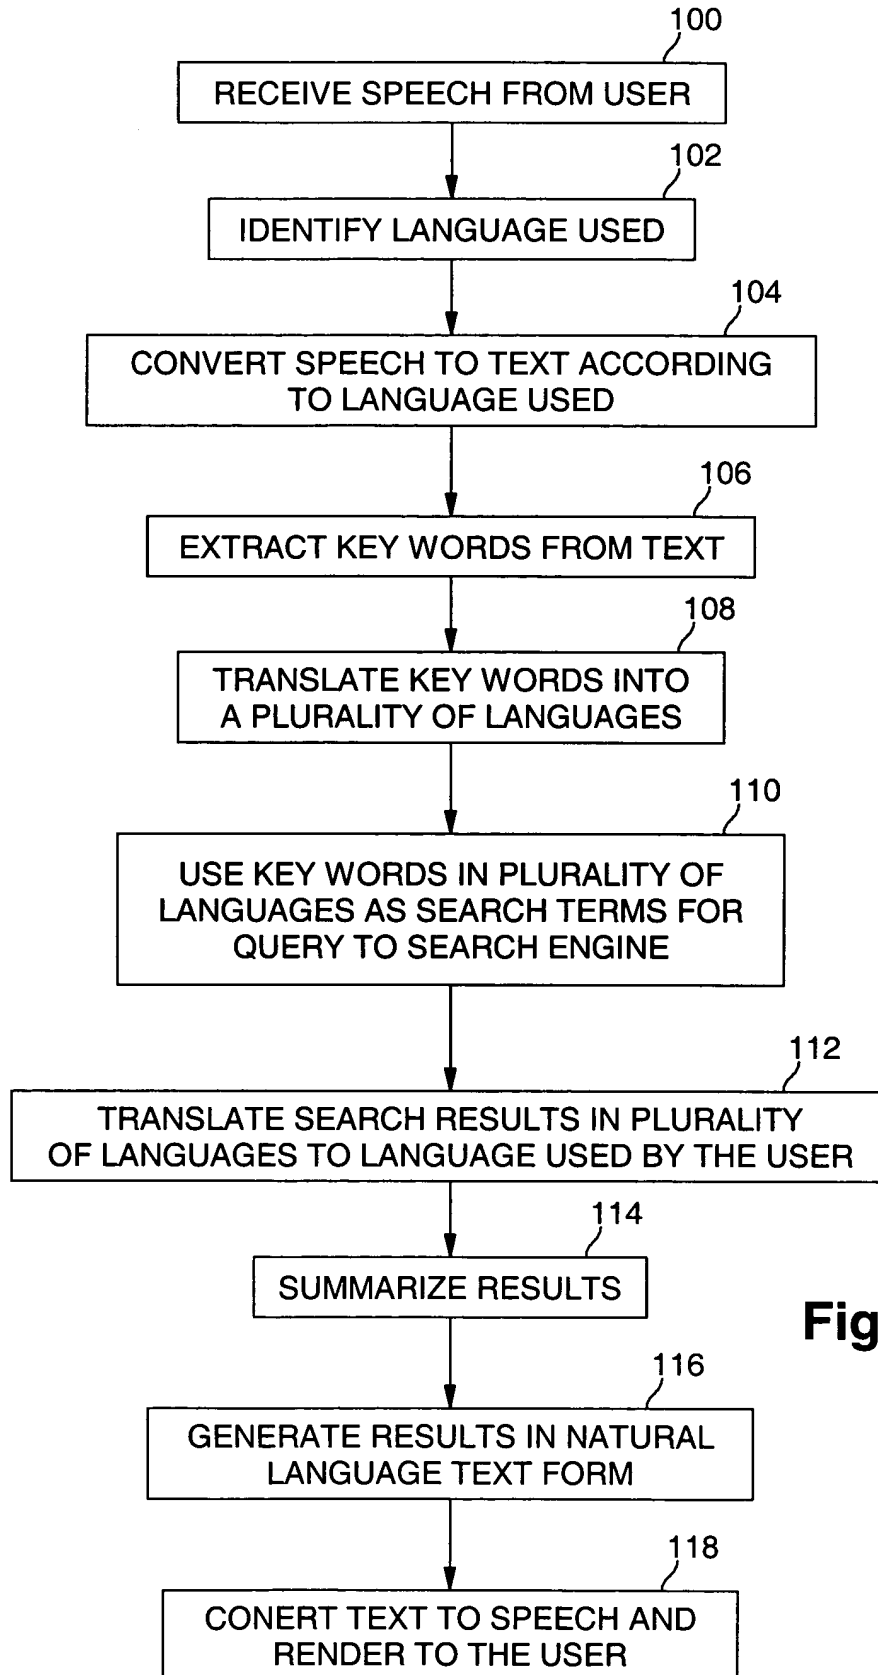 100
RECEIVE SPEECH FROM USER
102
IDENTIFY LANGUAGE USED
104
CONVERT SPEECH TO TEXT ACCORDING
TO LANGUAGE USED
106
EXTRACT KEY WORDS FROM TEXT
108
TRANSLATE KEY WORDS INTO
A PLURALITY OF LANGUAGES
110
USE KEY WORDS IN PLURALITY OF
LANGUAGES AS SEARCH TERMS FOR
QUERY TO SEARCH ENGINE
112
TRANSLATE SEARCH RESULTS IN PLURALITY
OF LANGUAGES TO LANGUAGE USED BY THE USER
114
SUMMARIZE RESULTS
Fig
116
GENERATE RESULTS IN NATURAL
LANGUAGE TEXT FORM
118
CONERT TEXT TO SPEECH AND
RENDER TO THE USER